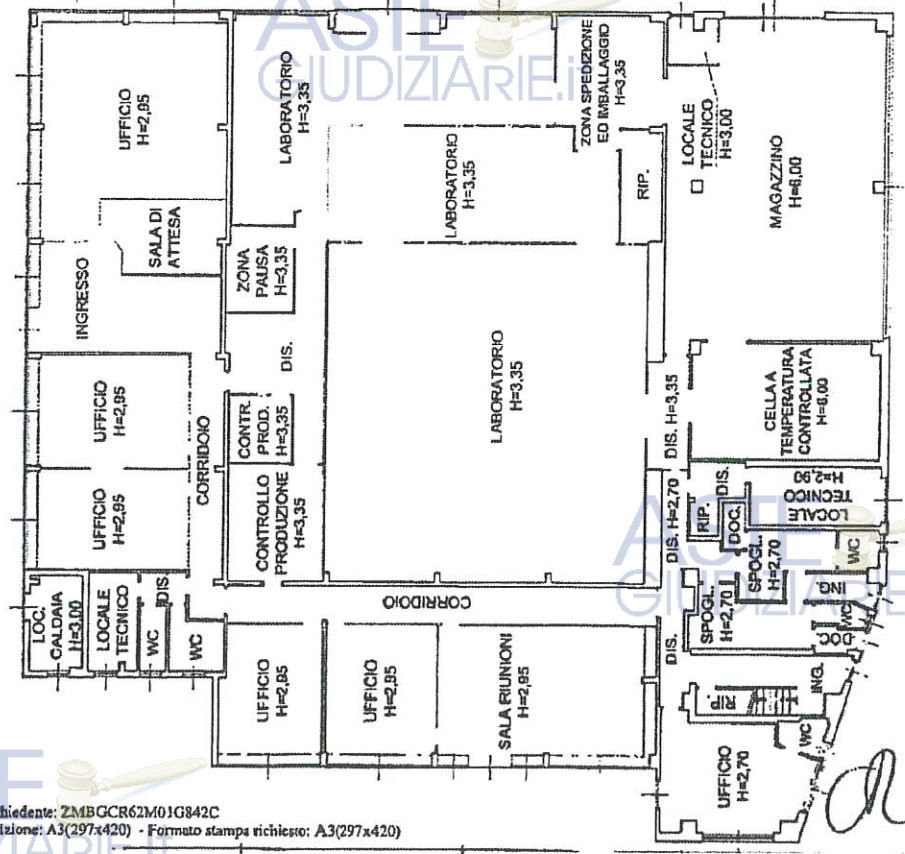 ASTE
GIUDIZIARIE.it
UFFICIO
H=2,95
LABORATORIO
H=3,35
ZONA SPEDIZIONE
ED IMBALLAGGIO
H=3,35
LOCALE
TECNICO
H=3,00
SALA DI
ATTESA
INGRESSO
ZONA
PAUSA
H=3,35
LABORATORIO
H=3,35
RIP.
MAGAZZINO
H=6,00
UFFICIO
H=2,95
UFFICIO
H=2,95
CORRIDOIO
DIS.
CONTR.
PROD.
H=3,35
CONTROLLO
PRODUZIONE
H=3,35
LABORATORIO
H=3,35
DIS. H=3,35
CELLA A
TEMPERATURA
CONTROLLATA
H=6,00
LOC.
CALDAIA
H=3,00
LOCALE
TECNICO
WC
DIS.
WC
CORRIDOIO
DIS. H=2,70
RIP.
DIS.
DOC.
LOCALE
TECNICO
H=2,90
SPOGL.
H=2,70
SPOGL.
H=2,70
WC
ING.
WC
DOC.
UFFICIO
H=2,95
UFFICIO
H=2,95
SALA RIUNIONI
H=2,95
DIS.
RIP.
ING.
WC
UFFICIO
H=2,70
ASTE
GIUDIZIARIE
hiedente: ZMBGCR62M01G842C
izione: A3(297x420) - Formato stampa richiesto: A3(297x420)
E
ZIARIE.it